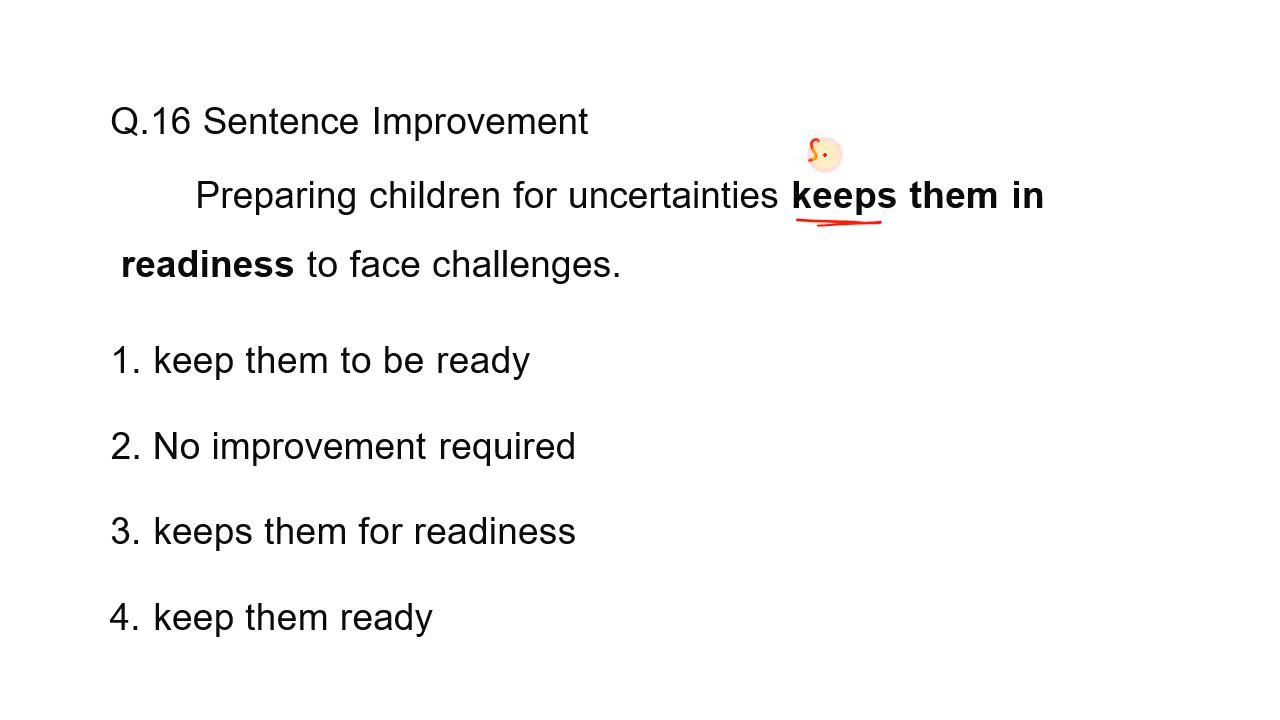 Q.16 Sentence Improvement
Preparing children for uncertainties keeps them in
readiness to face challenges.
1. keep them to be ready
2. No improvement required
3. keeps them for readiness
4. keep them ready